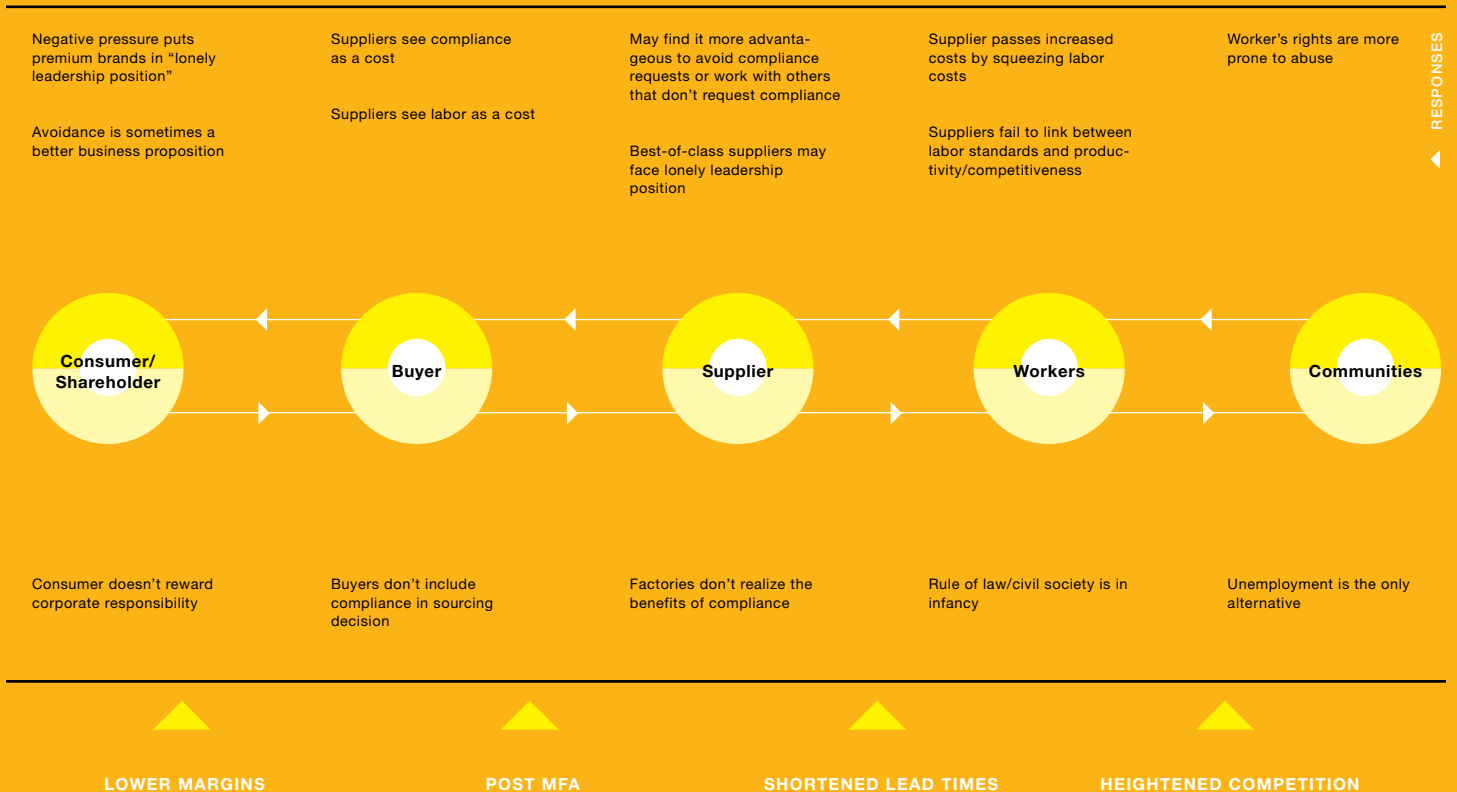 Negative pressure puts
premium brands in “lonely
leadership position”
Avoidance is sometimes a
better business proposition
Suppliers see compliance
as a cost
Suppliers see labor as a cost
May find it more advanta-
geous to avoid compliance
requests or work with others
that don’t request compliance
Best-of-class suppliers may
face lonely leadership
position
Supplier passes increased
costs by squeezing labor
costs
Suppliers fail to link between
labor standards and produc-
tivity/competitiveness
Worker’s rights are more
prone to abuse
RESPONSES
Consumer/
Shareholder
Buyer
Supplier
Workers
Communities
Consumer doesn’t reward
corporate responsibility
Buyers don’t include
compliance in sourcing
decision
Factories don’t realize the
benefits of compliance
Rule of law/civil society is in
infancy
Unemployment is the only
alternative
LOWER MARGINS
POST MFA
SHORTENED LEAD TIMES
HEIGHTENED COMPETITION